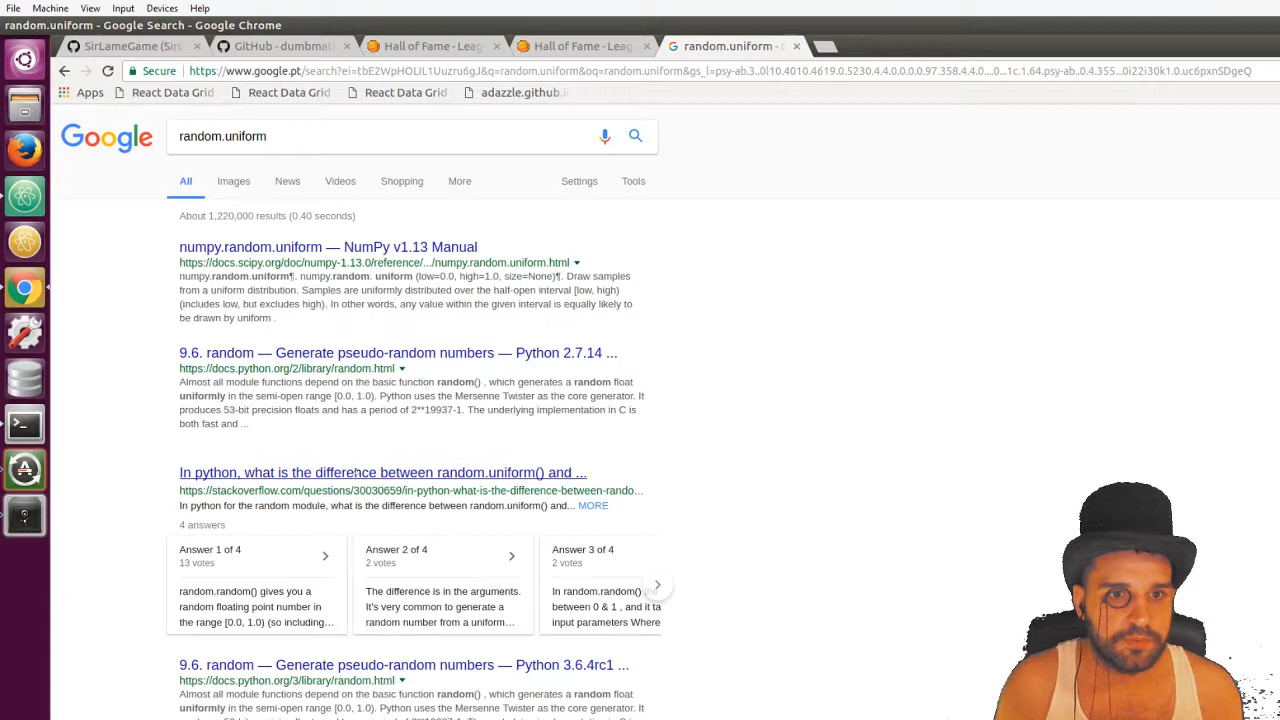 File Machine View Input Devices Help
random.uniform - Google Search - Google Chrome
SirLameGame (SirL
GitHub - dumbmat
Hall of Fame - Leag
Hall of Fame - Leag
random.uniform - G
Secure https://www.google.pt/search?ei=tbE2WpHOLIL1Uuzru6gJ&q=random.uniform&oq=random.uniform&gs_l=psy-ab.3..0l10.4010.4619.0.5230.4.4.0.0.0.0.97.358.4.4.0....0...1c.1.64.psy-ab..0.4.355...0i22i30k1.0.uc6pxnSDgeQ
Apps React Data Grid React Data Grid React Data Grid adazzle.github.i
Google
random.uniform
All Images News Videos Shopping More Settings Tools
About 1,220,000 results (0.40 seconds)
numpy.random.uniform — NumPy v1.13 Manual
https://docs.scipy.org/doc/numpy-1.13.0/reference/.../numpy.random.uniform.html
numpy.random.uniform¶. numpy.random. uniform (low=0.0, high=1.0, size=None)¶. Draw samples
from a uniform distribution. Samples are uniformly distributed over the half-open interval [low, high)
(includes low, but excludes high). In other words, any value within the given interval is equally likely to
be drawn by uniform .
9.6. random — Generate pseudo-random numbers — Python 2.7.14 ...
https://docs.python.org/2/library/random.html
Almost all module functions depend on the basic function random() , which generates a random float
uniformly in the semi-open range [0.0, 1.0). Python uses the Mersenne Twister as the core generator. It
produces 53-bit precision floats and has a period of 2**19937-1. The underlying implementation in C is
both fast and ...
In python, what is the difference between random.uniform() and ...
https://stackoverflow.com/questions/30030659/in-python-what-is-the-difference-between-rando...
In python for the random module, what is the difference between random.uniform() and... MORE
4 answers
Answer 1 of 4
13 votes
random.random() gives you a
random floating point number in
the range [0.0, 1.0) (so including...
Answer 2 of 4
2 votes
The difference is in the arguments.
It's very common to generate a
random number from a uniform...
Answer 3 of 4
2 votes
In random.random() the
between 0 & 1 , and it ta
input parameters Where
9.6. random — Generate pseudo-random numbers — Python 3.6.4rc1 ...
https://docs.python.org/3/library/random.html
Almost all module functions depend on the basic function random() , which generates a random float